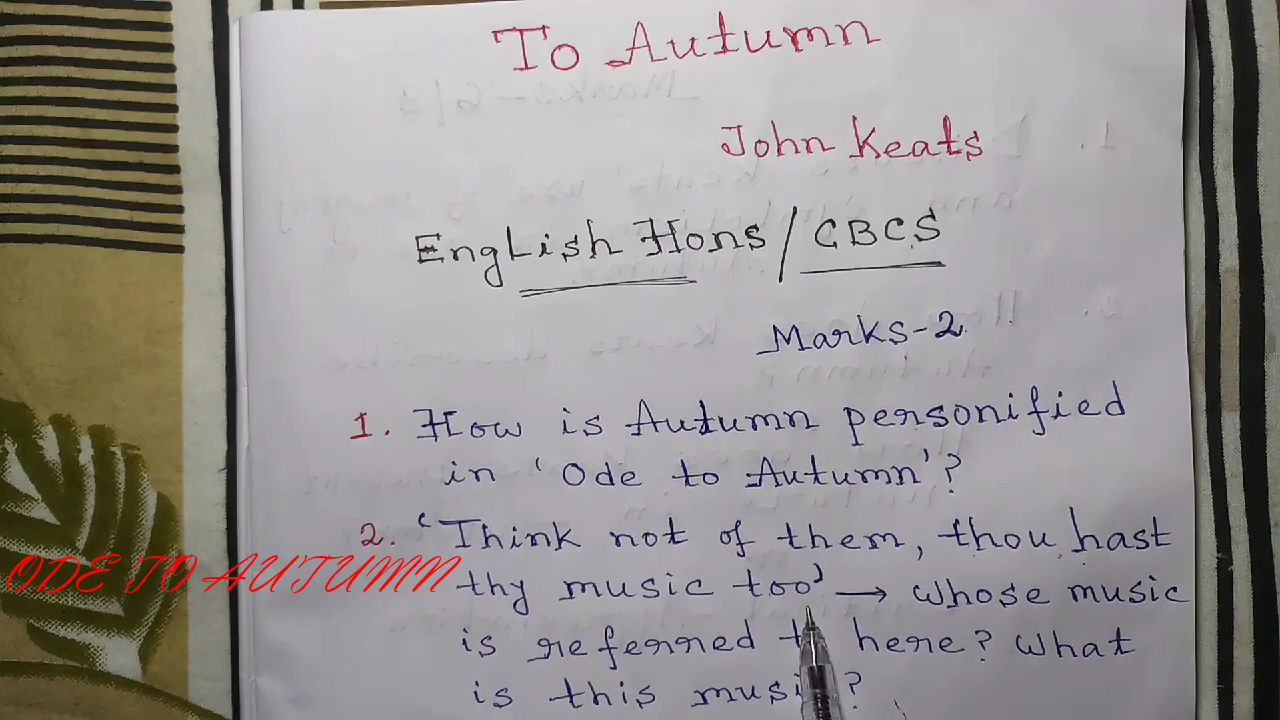 To Autumn
John Keats
English Hons / CBCS
Marks-2
1. How is Autumn personified
in 'Ode to Autumn'?
2. 'Think not of them, thou hast
thy music too' → Whose music
is referred to here? What
is this music?
ODE TO AUTUMN